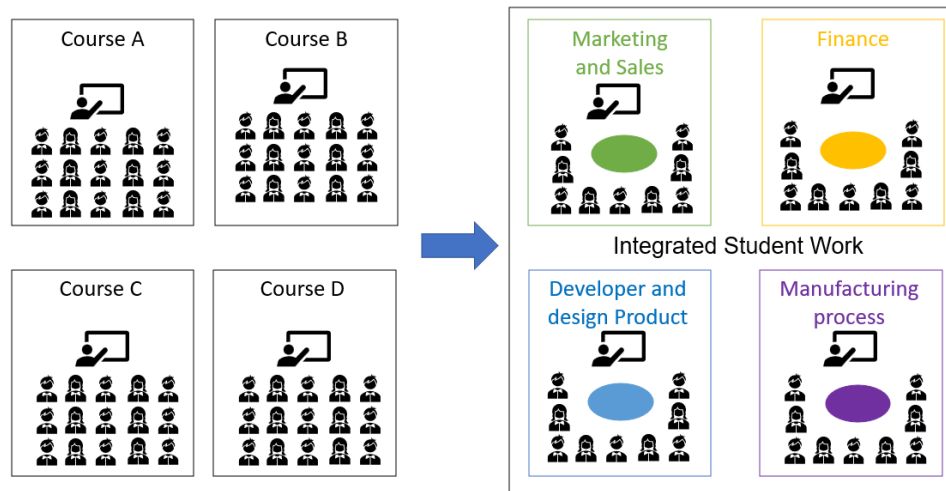 Course A
Course B
Marketing
and Sales
Finance
Integrated Student Work
Course C
Course D
Developer and
design Product
Manufacturing
process